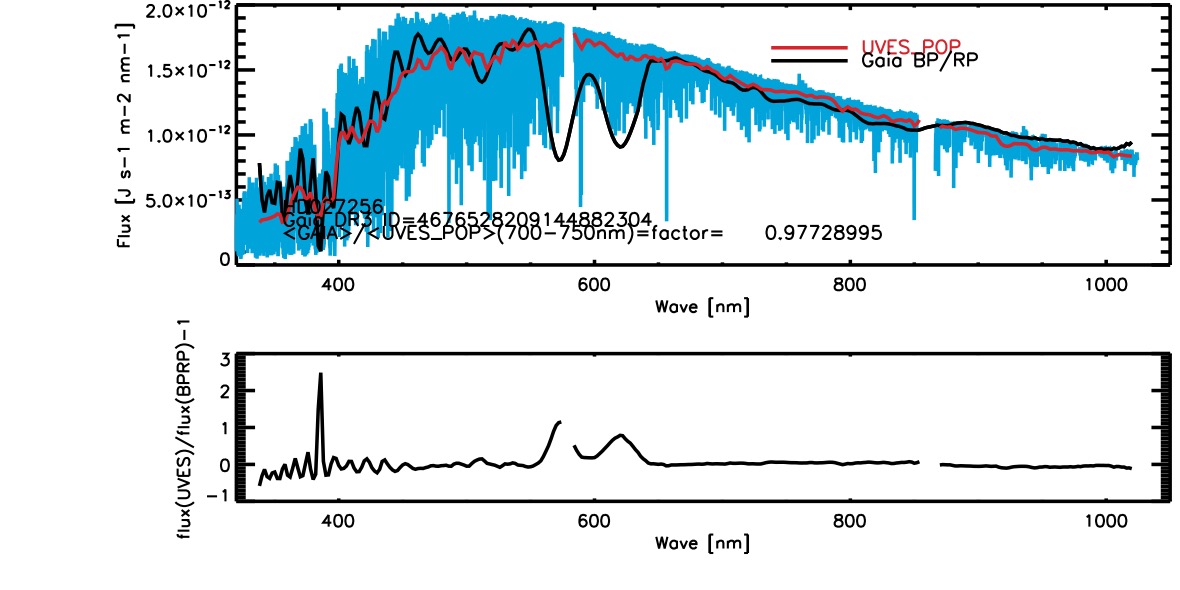 2.0×10⁻¹²
1.5×10⁻¹²
1.0×10⁻¹²
5.0×10⁻¹³
0
Flux [J s−1 m−2 nm−1]
UVES_POP
Gaia BP/RP
HD027256
Gaia DR3 ID=4676528209144882304
<GAIA>/<UVES_POP>(700−750nm)=factor= 0.97728995
400 600 800 1000
Wave [nm]
3
2
1
0
−1
flux(UVES)/flux(BPRP)−1
400 600 800 1000
Wave [nm]